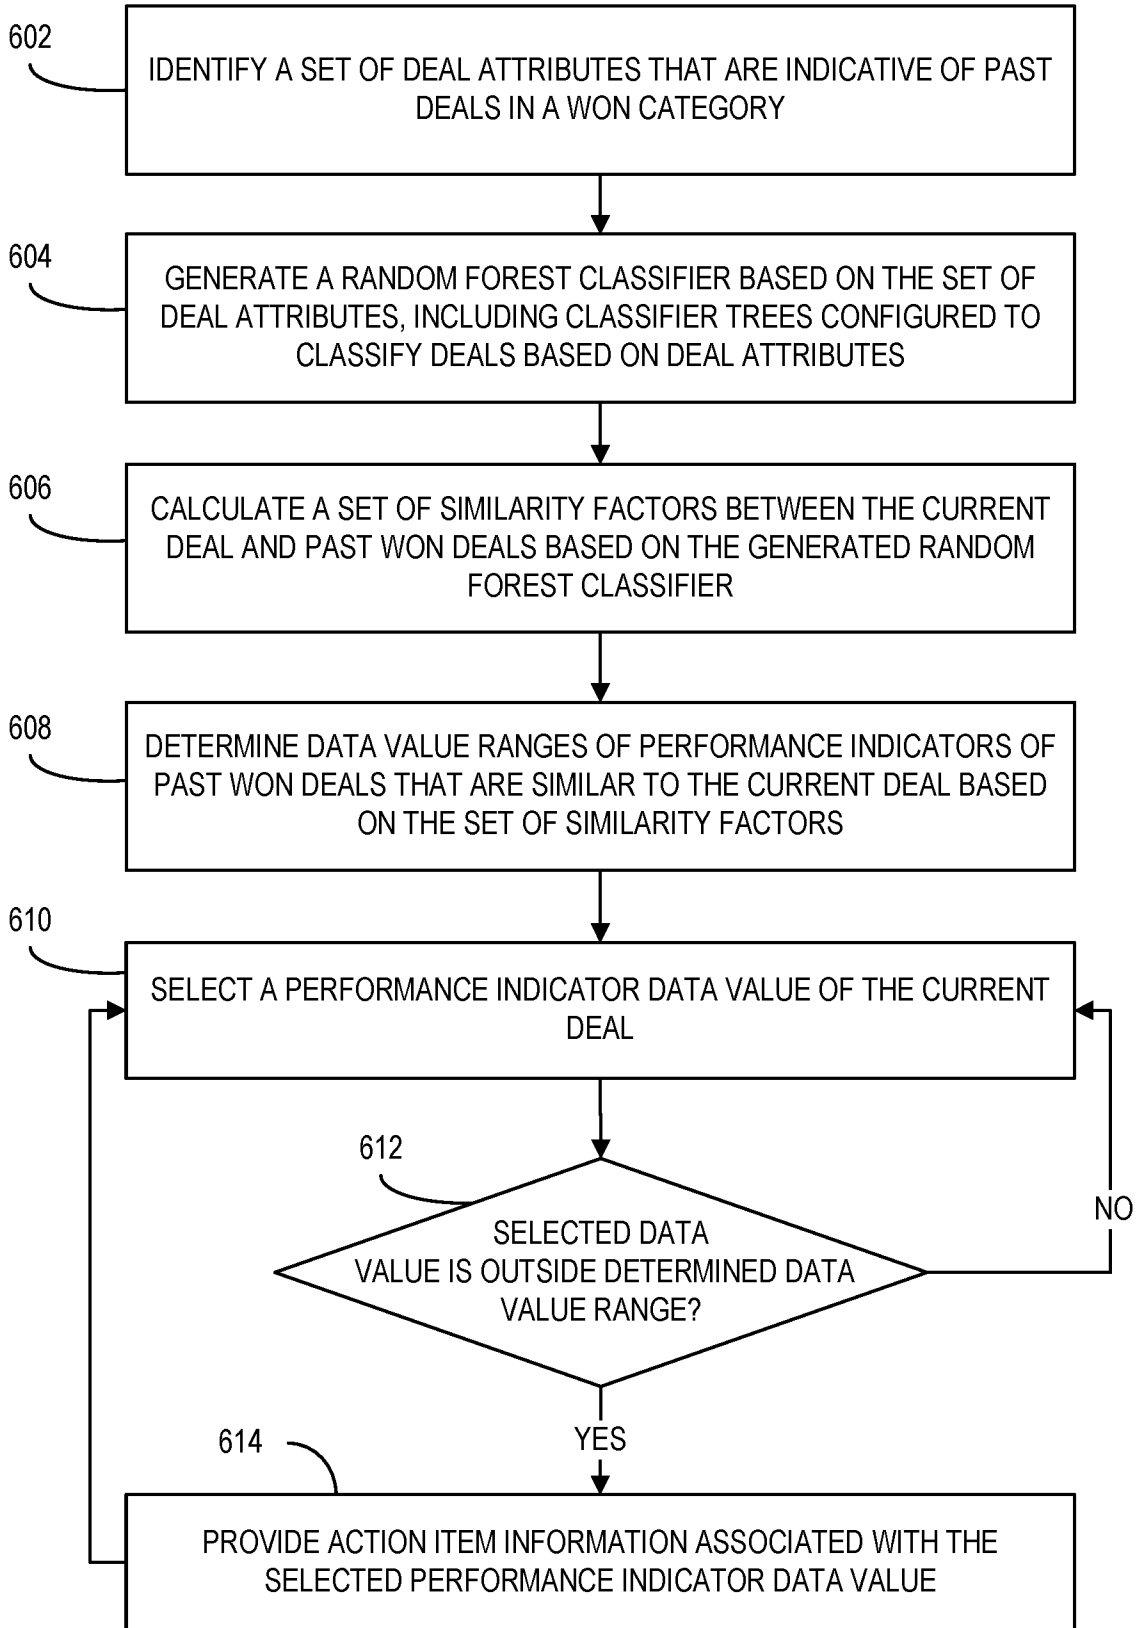 602
IDENTIFY A SET OF DEAL ATTRIBUTES THAT ARE INDICATIVE OF PAST
DEALS IN A WON CATEGORY
604
GENERATE A RANDOM FOREST CLASSIFIER BASED ON THE SET OF
DEAL ATTRIBUTES, INCLUDING CLASSIFIER TREES CONFIGURED TO
CLASSIFY DEALS BASED ON DEAL ATTRIBUTES
606
CALCULATE A SET OF SIMILARITY FACTORS BETWEEN THE CURRENT
DEAL AND PAST WON DEALS BASED ON THE GENERATED RANDOM
FOREST CLASSIFIER
608
DETERMINE DATA VALUE RANGES OF PERFORMANCE INDICATORS OF
PAST WON DEALS THAT ARE SIMILAR TO THE CURRENT DEAL BASED
ON THE SET OF SIMILARITY FACTORS
610
SELECT A PERFORMANCE INDICATOR DATA VALUE OF THE CURRENT
DEAL
612
SELECTED DATA
VALUE IS OUTSIDE DETERMINED DATA
VALUE RANGE?
NO
YES
614
PROVIDE ACTION ITEM INFORMATION ASSOCIATED WITH THE
SELECTED PERFORMANCE INDICATOR DATA VALUE